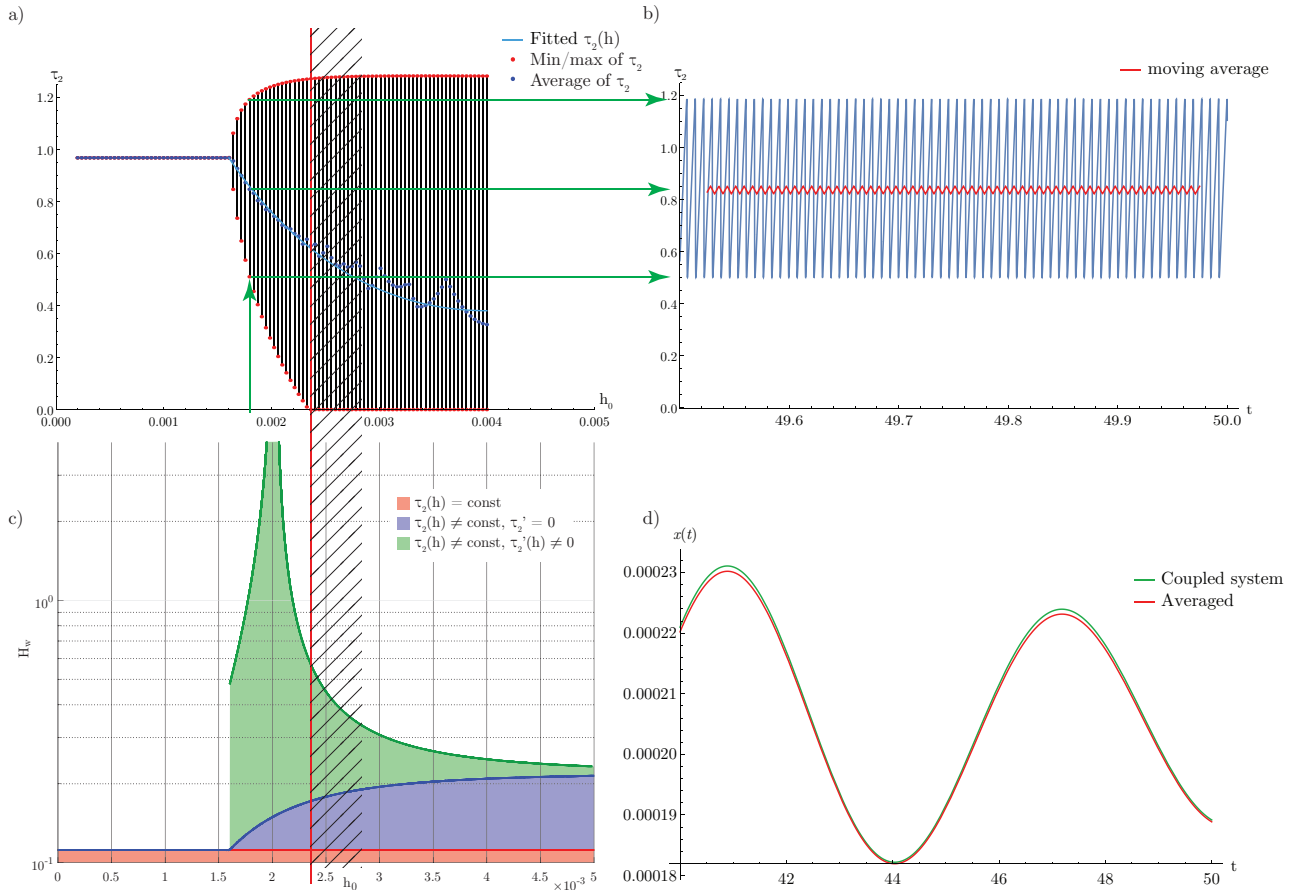 a)
τ₂
Fitted τ₂(h)
Min/max of τ₂
Average of τ₂
1.2
1.0
0.8
0.6
0.4
0.2
0.0
0.000
0.001
0.002
0.003
0.004
0.005
h₀
b)
τ₂
moving average
1.2
1.0
0.8
0.6
0.4
0.2
0.0
49.6
49.7
49.8
49.9
50.0
t
c)
H_w
τ₂(h) = const
τ₂(h) ≠ const, τ₂' = 0
τ₂(h) ≠ const, τ₂'(h) ≠ 0
10⁰
10⁻¹
0
0.5
1
1.5
2
2.5
3
3.5
4
4.5
5
h₀
×10⁻³
d)
x(t)
Coupled system
Averaged
0.00023
0.00022
0.00021
0.00020
0.00019
0.00018
42
44
46
48
50
t